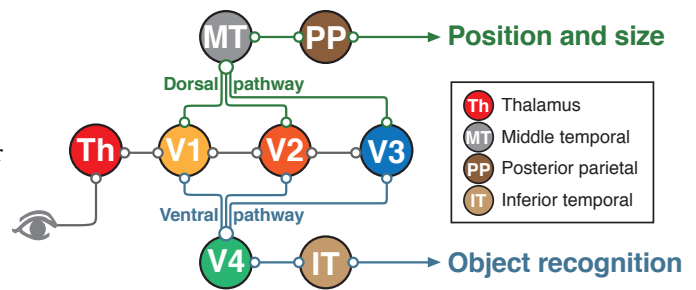 MT PP Position and size
Dorsal pathway
Th Thalamus
MT Middle temporal
PP Posterior parietal
IT Inferior temporal
Th V1 V2 V3
r
Ventral pathway
V4 IT Object recognition